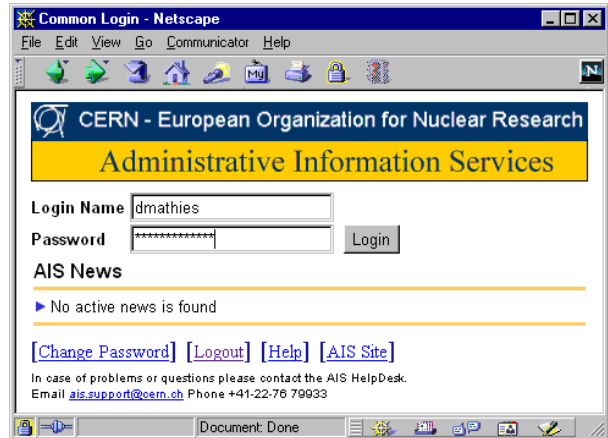 Common Login - Netscape
File Edit View Go Communicator Help
My N
CERN - European Organization for Nuclear Research
Administrative Information Services
Login Name dmathies
Password ************* Login
AIS News
No active news is found
[Change Password] [Logout] [Help] [AIS Site]
In case of problems or questions please contact the AIS HelpDesk.
Email ais.support@cern.ch Phone +41-22-76 79933
Document: Done